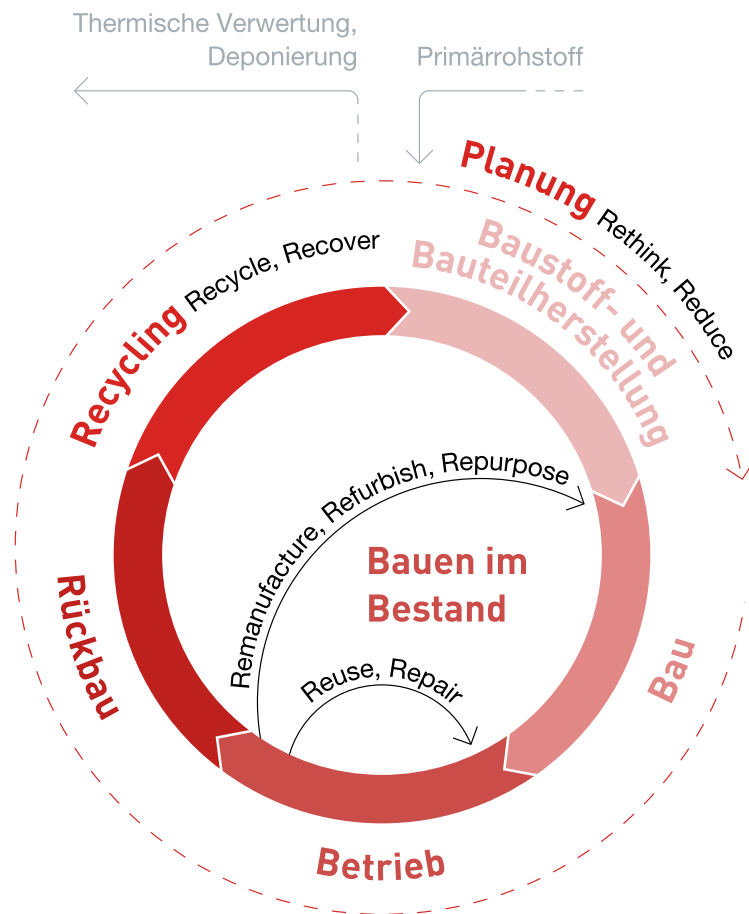 Thermische Verwertung,
Deponierung
Primärrohstoff
Planung Rethink, Reduce
Baustoff- und
Bauteilherstellung
Recycling Recycle, Recover
Remanufacture, Refurbish, Repurpose
Bauen im
Bestand
Reuse, Repair
Rückbau
Bau
Betrieb